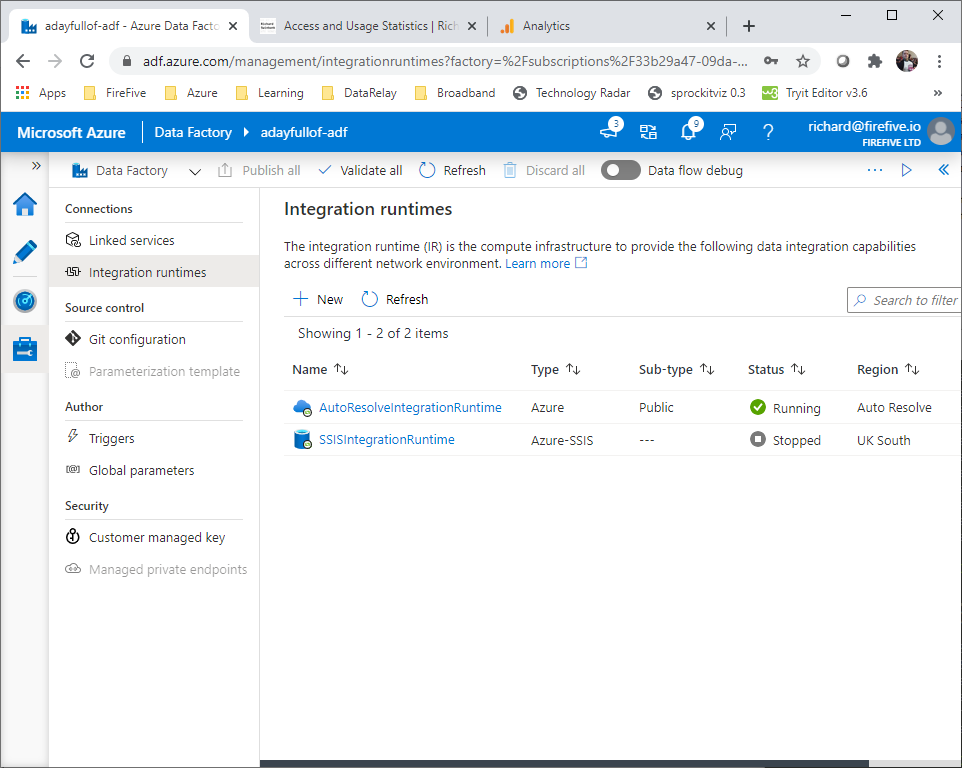 adayfullof-adf - Azure Data Facto
Access and Usage Statistics | Rich
Analytics
adf.azure.com/management/integrationruntimes?factory=%2Fsubscriptions%2F33b29a47-09da-...
Apps
FireFive
Azure
Learning
DataRelay
Broadband
Technology Radar
sprockitviz 0.3
Tryit Editor v3.6
»
Microsoft Azure
Data Factory
adayfullof-adf
3
9
?
richard@firefive.io
FIREFIVE LTD
»
Data Factory
Publish all
Validate all
Refresh
Discard all
Data flow debug
...
«
Connections
Linked services
Integration runtimes
Source control
Git configuration
Parameterization template
Author
Triggers
Global parameters
Security
Customer managed key
Managed private endpoints
Integration runtimes
The integration runtime (IR) is the compute infrastructure to provide the following data integration capabilities
across different network environment. Learn more
New
Refresh
Search to filter
Showing 1 - 2 of 2 items
Name Type Sub-type Status Region
AutoResolveIntegrationRuntime Azure Public Running Auto Resolve
SSISIntegrationRuntime Azure-SSIS --- Stopped UK South